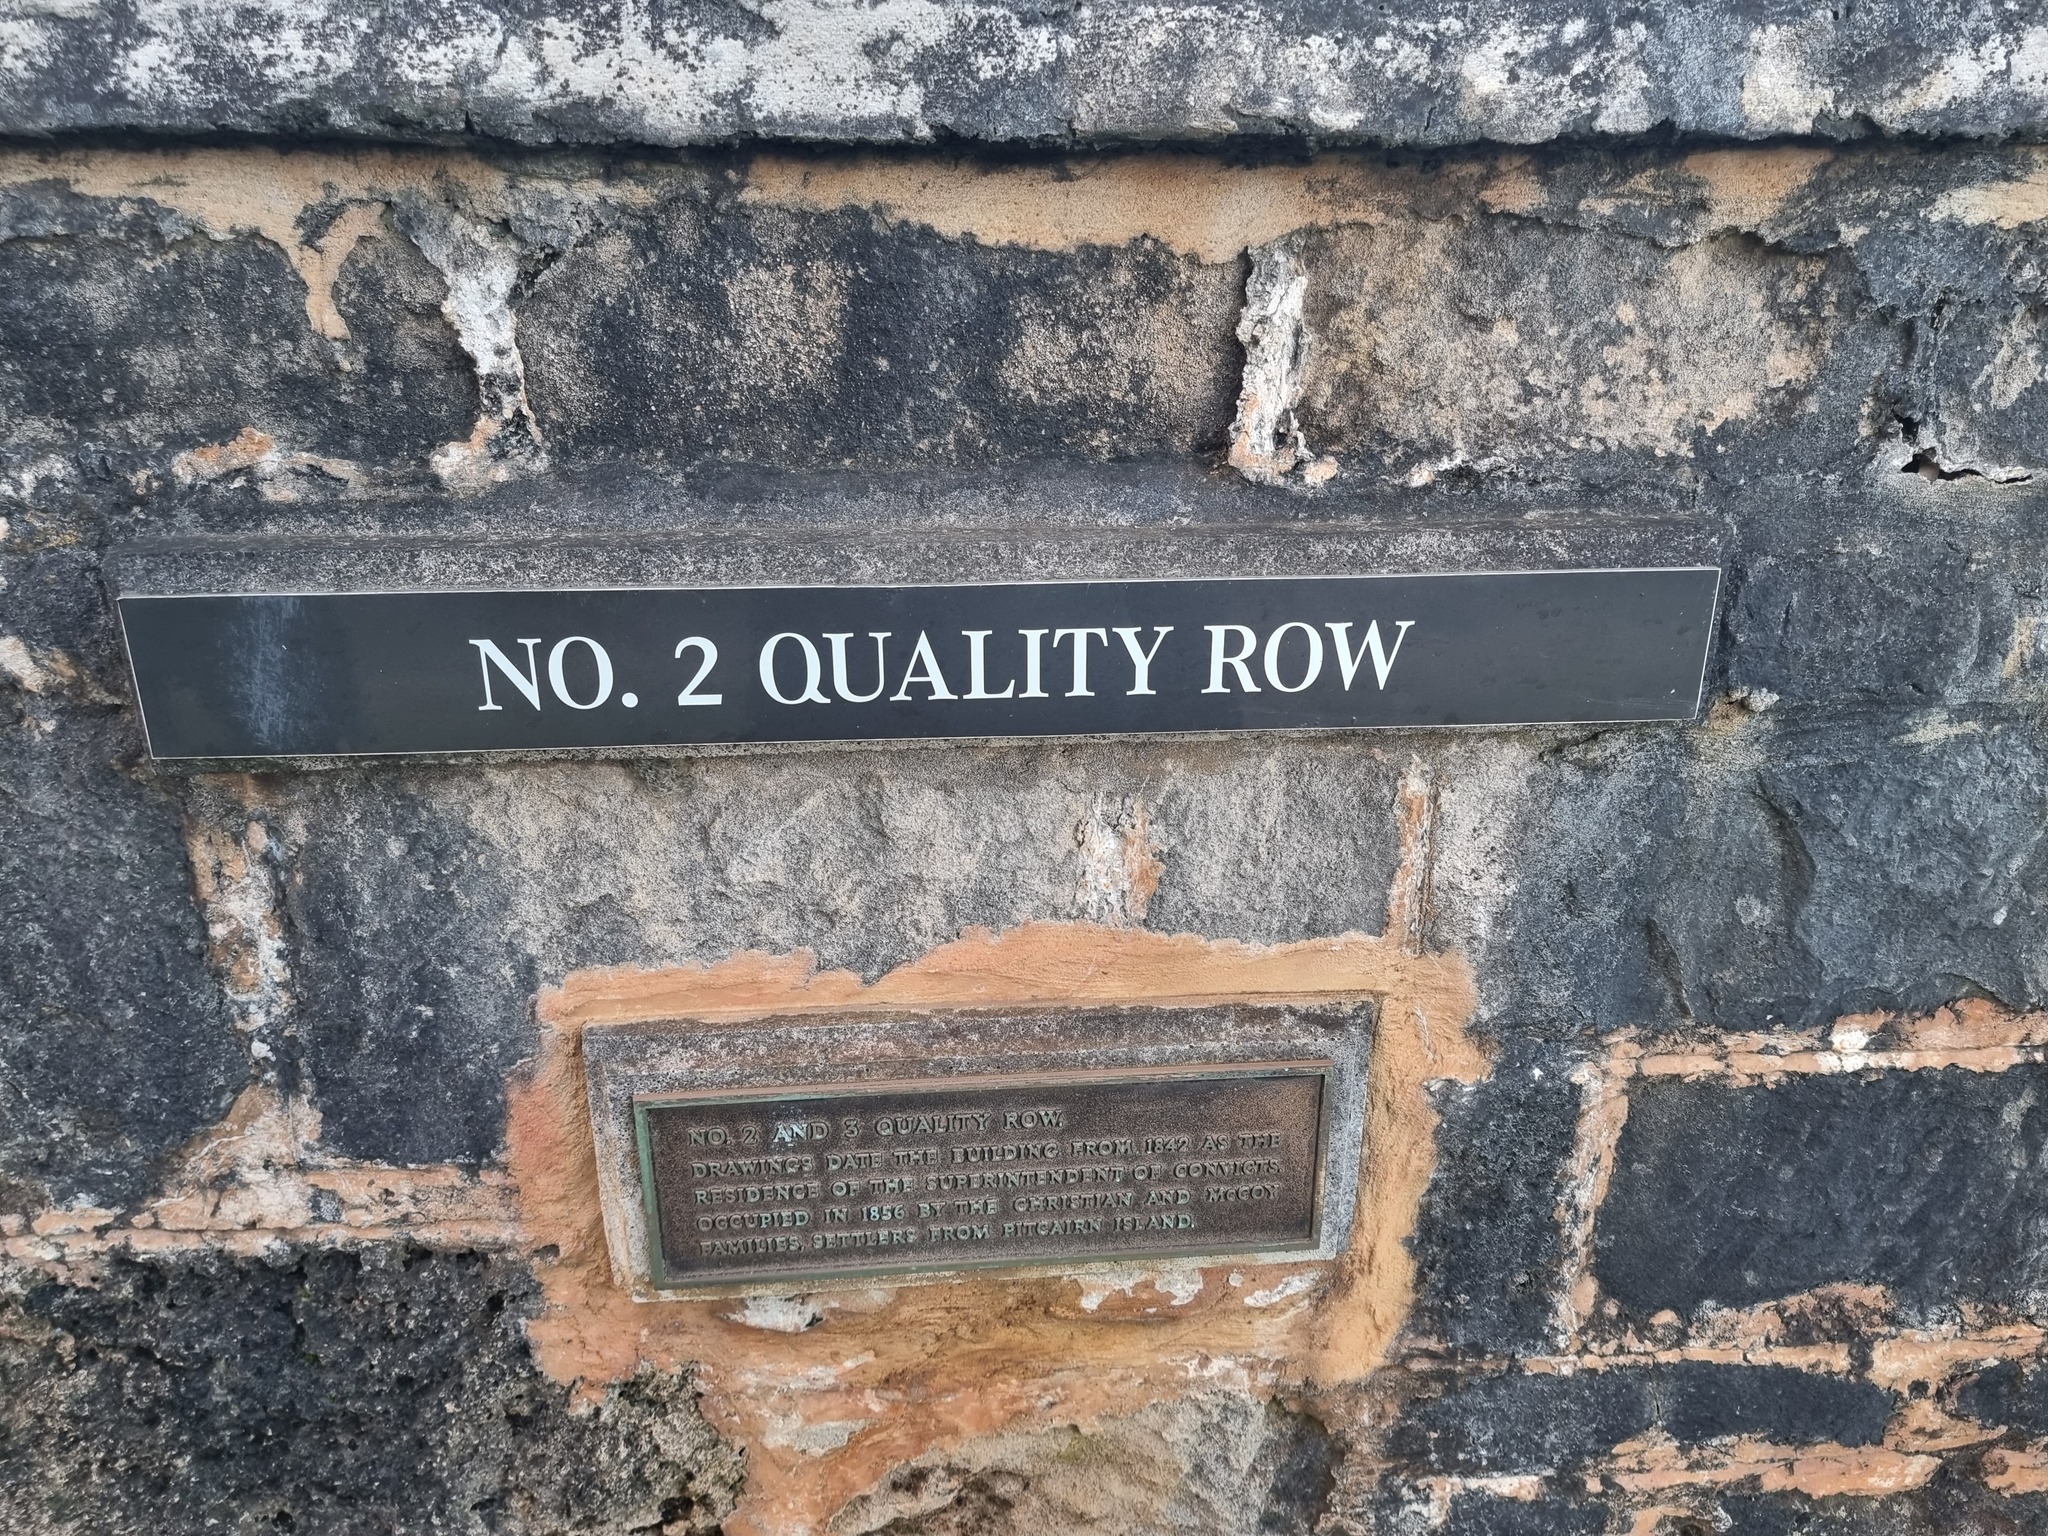 NO. 2 QUALITY ROW
NO. 2 AND 3 QUALITY ROW.
DRAWINGS DATE THE BUILDING FROM 1842 AS THE
RESIDENCE OF THE SUPERINTENDENT OF CONVICTS.
OCCUPIED IN 1856 BY THE CHRISTIAN AND McCOY
FAMILIES, SETTLERS FROM PITCAIRN ISLAND.